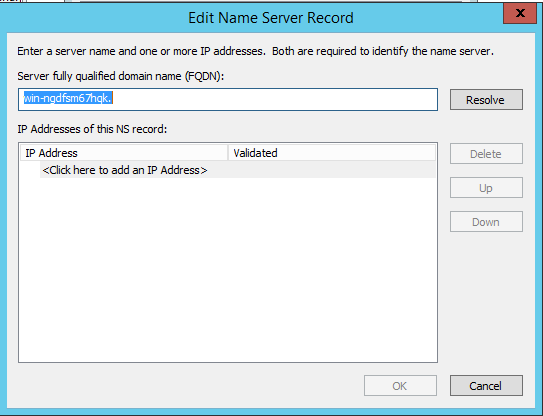 Edit Name Server Record
x
Enter a server name and one or more IP addresses. Both are required to identify the name server.
Server fully qualified domain name (FQDN):
win-ngdfsm67hqk.
Resolve
IP Addresses of this NS record:
IP Address Validated
<Click here to add an IP Address>
Delete
Up
Down
OK Cancel